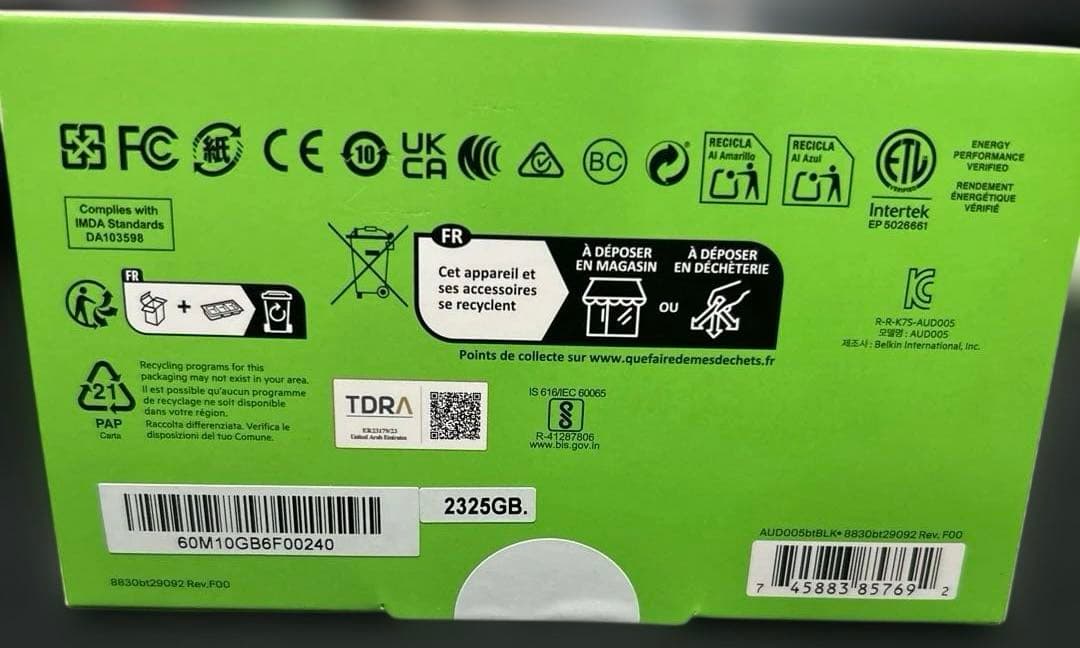 FC
紙
CE
10
UK
CA
BC
RECICLA
Al Amarillo
RECICLA
Al Azul
ETL
VERIFIED
Intertek
EP 5026661
ENERGY
PERFORMANCE
VERIFIED
RENDEMENT
ÉNERGÉTIQUE
VÉRIFIÉ
Complies with
IMDA Standards
DA103598
FR
+
FR
Cet appareil et
ses accessoires
se recyclent
À DÉPOSER
EN MAGASIN
OU
À DÉPOSER
EN DÉCHÈTERIE
Points de collecte sur www.quefairedemesdechets.fr
R-R-K7S-AUD005
모델명 : AUD005
제조사 : Belkin International, Inc.
21
PAP
Carta
Recycling programs for this
packaging may not exist in your area.
Il est possible qu'aucun programme
de recyclage ne soit disponible
dans votre région.
Raccolta differenziata. Verifica le
disposizioni del tuo Comune.
TDRA
ER23179/23
United Arab Emirates
IS 616/IEC 60065
R-41287806
www.bis.gov.in
60M10GB6F00240
2325GB.
8830bt29092 Rev.F00
AUD005btBLK• 8830bt29092 Rev. F00
7 45883 85769 2